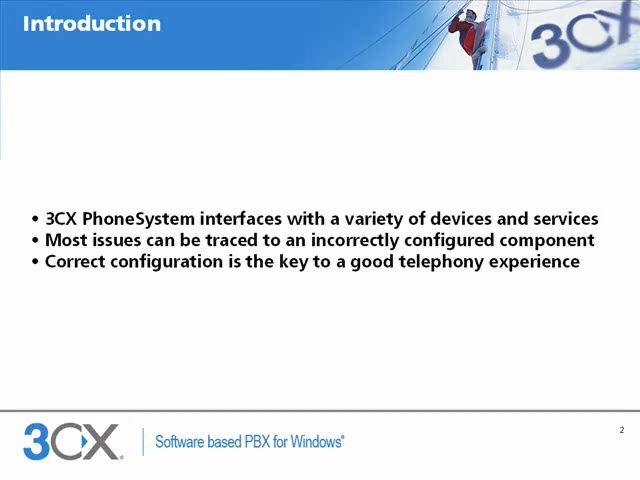 Introduction
3CX
• 3CX PhoneSystem interfaces with a variety of devices and services
• Most issues can be traced to an incorrectly configured component
• Correct configuration is the key to a good telephony experience
3CX®
Software based PBX for Windows®
2